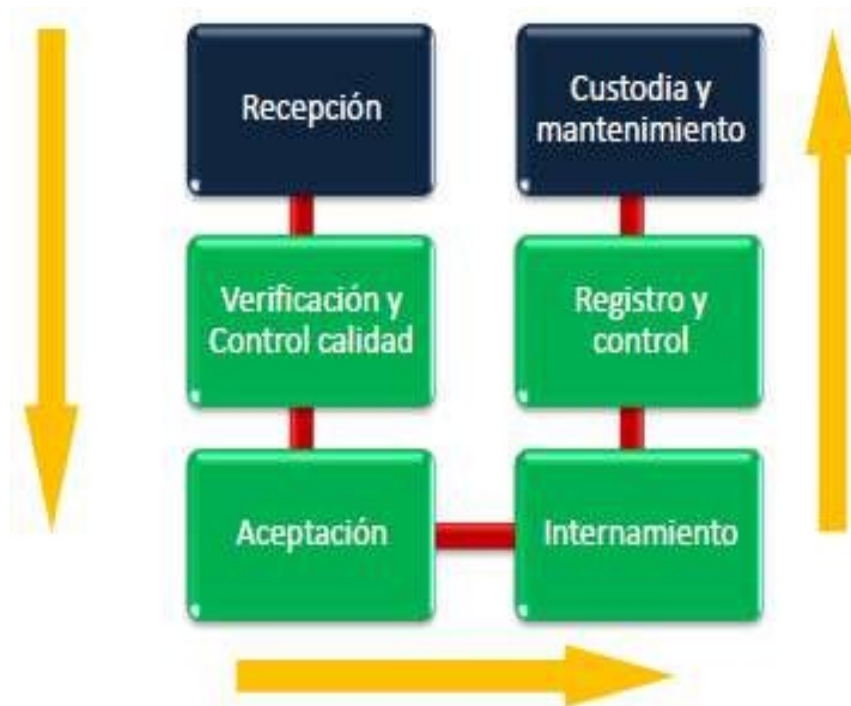 Recepción
Verificación y
Control calidad
Aceptación
Internamiento
Registro y
control
Custodia y
mantenimiento